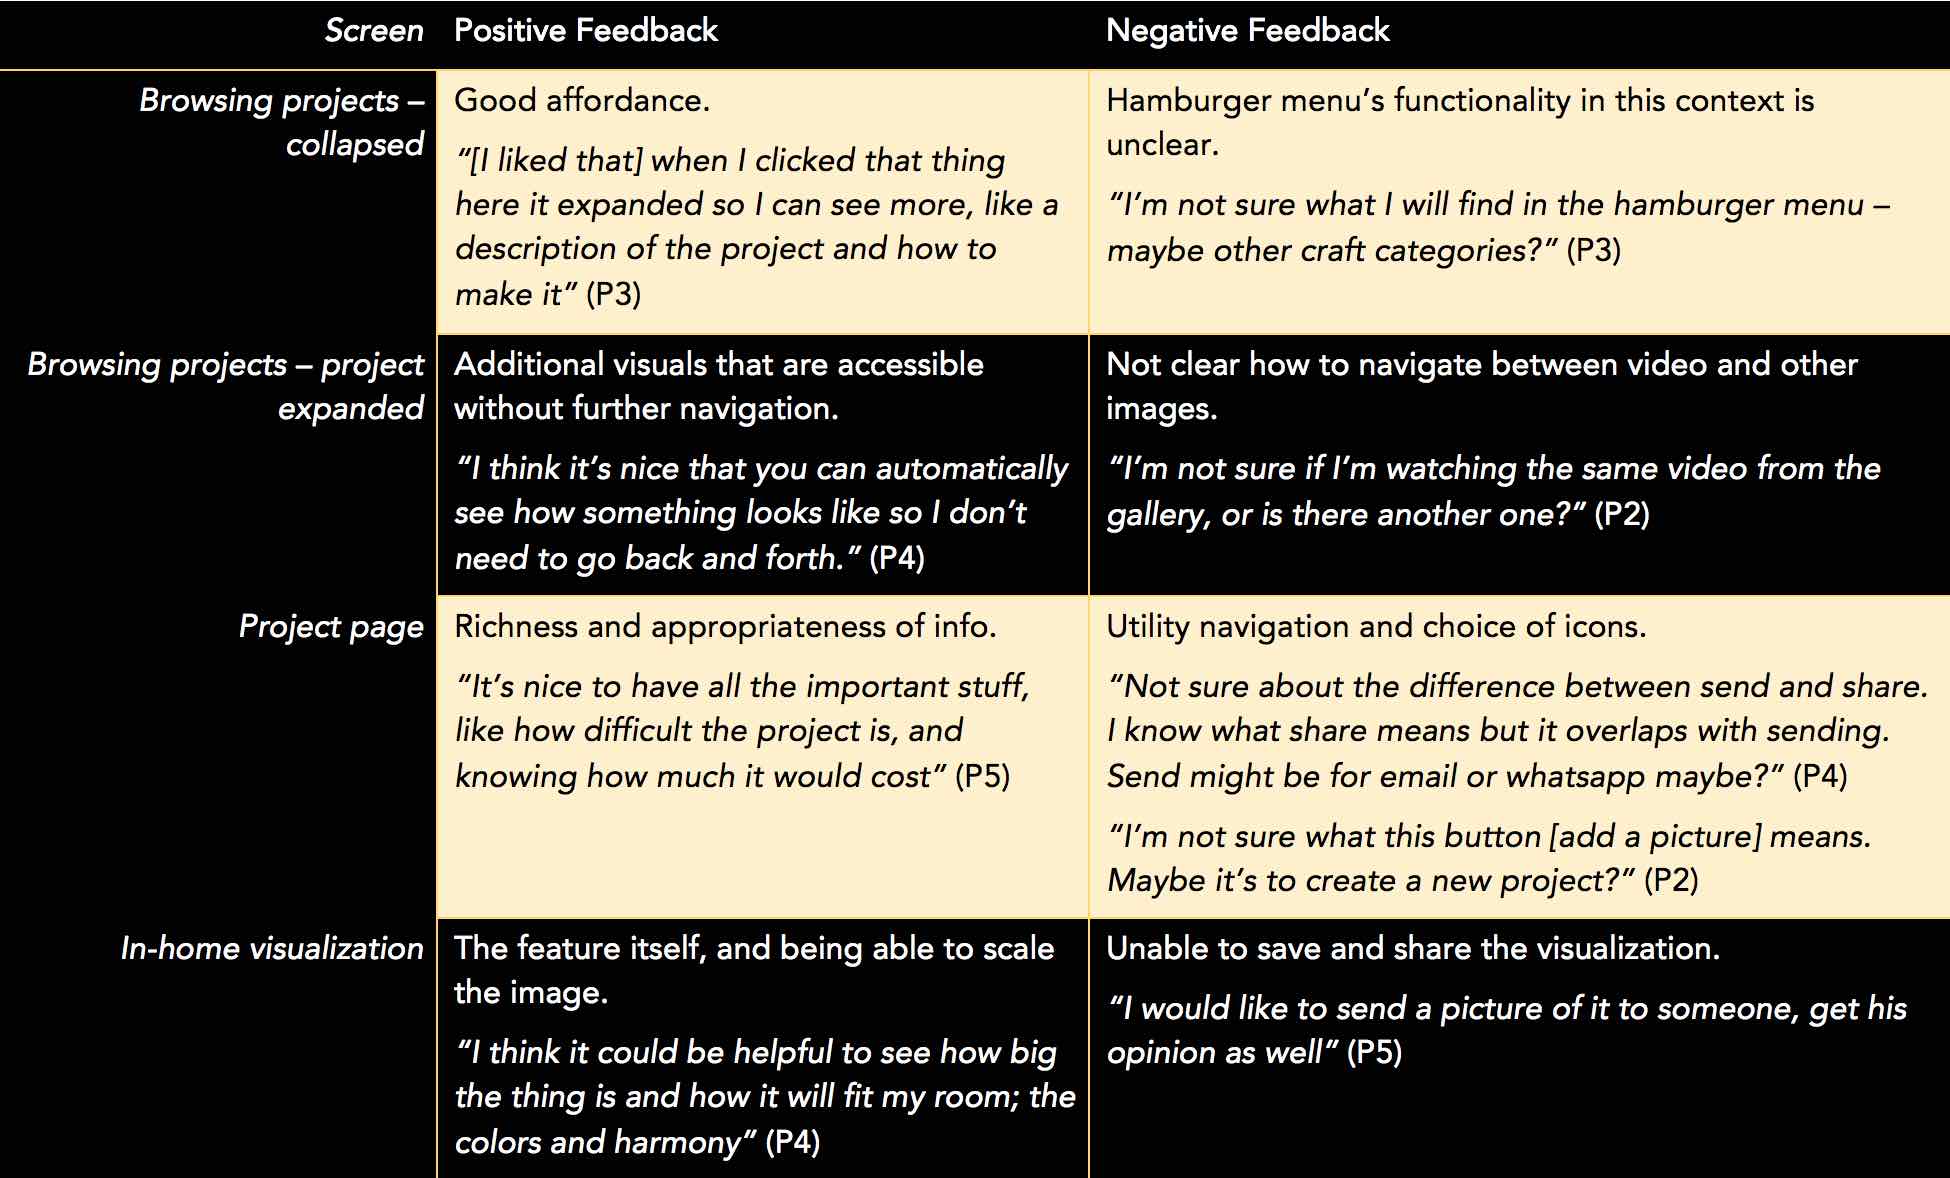 Screen
Positive Feedback
Negative Feedback
Browsing projects –
collapsed
Good affordance.
“[I liked that] when I clicked that thing
here it expanded so I can see more, like a
description of the project and how to
make it” (P3)
Hamburger menu’s functionality in this context is
unclear.
“I’m not sure what I will find in the hamburger menu –
maybe other craft categories?” (P3)
Browsing projects – project
expanded
Additional visuals that are accessible
without further navigation.
“I think it’s nice that you can automatically
see how something looks like so I don’t
need to go back and forth.” (P4)
Not clear how to navigate between video and other
images.
“I’m not sure if I’m watching the same video from the
gallery, or is there another one?” (P2)
Project page
Richness and appropriateness of info.
“It’s nice to have all the important stuff,
like how difficult the project is, and
knowing how much it would cost” (P5)
Utility navigation and choice of icons.
“Not sure about the difference between send and share.
I know what share means but it overlaps with sending.
Send might be for email or whatsapp maybe?” (P4)
“I’m not sure what this button [add a picture] means.
Maybe it’s to create a new project?” (P2)
In-home visualization
The feature itself, and being able to scale
the image.
“I think it could be helpful to see how big
the thing is and how it will fit my room; the
colors and harmony” (P4)
Unable to save and share the visualization.
“I would like to send a picture of it to someone, get his
opinion as well” (P5)